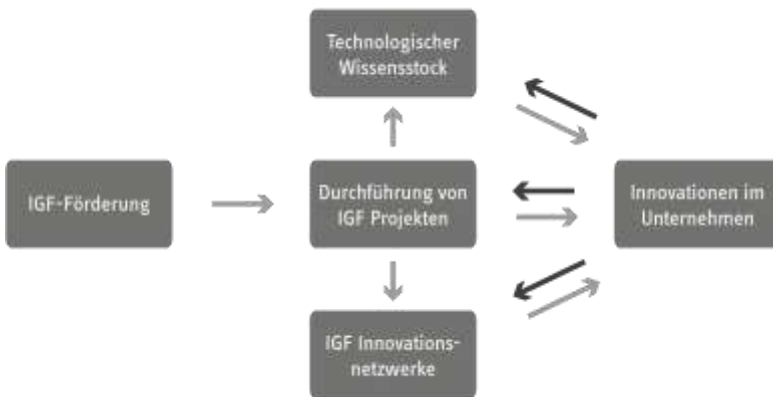 Technologischer
Wissensstock
IGF-Förderung
Durchführung von
IGF Projekten
Innovationen im
Unternehmen
IGF Innovations-
netzwerke